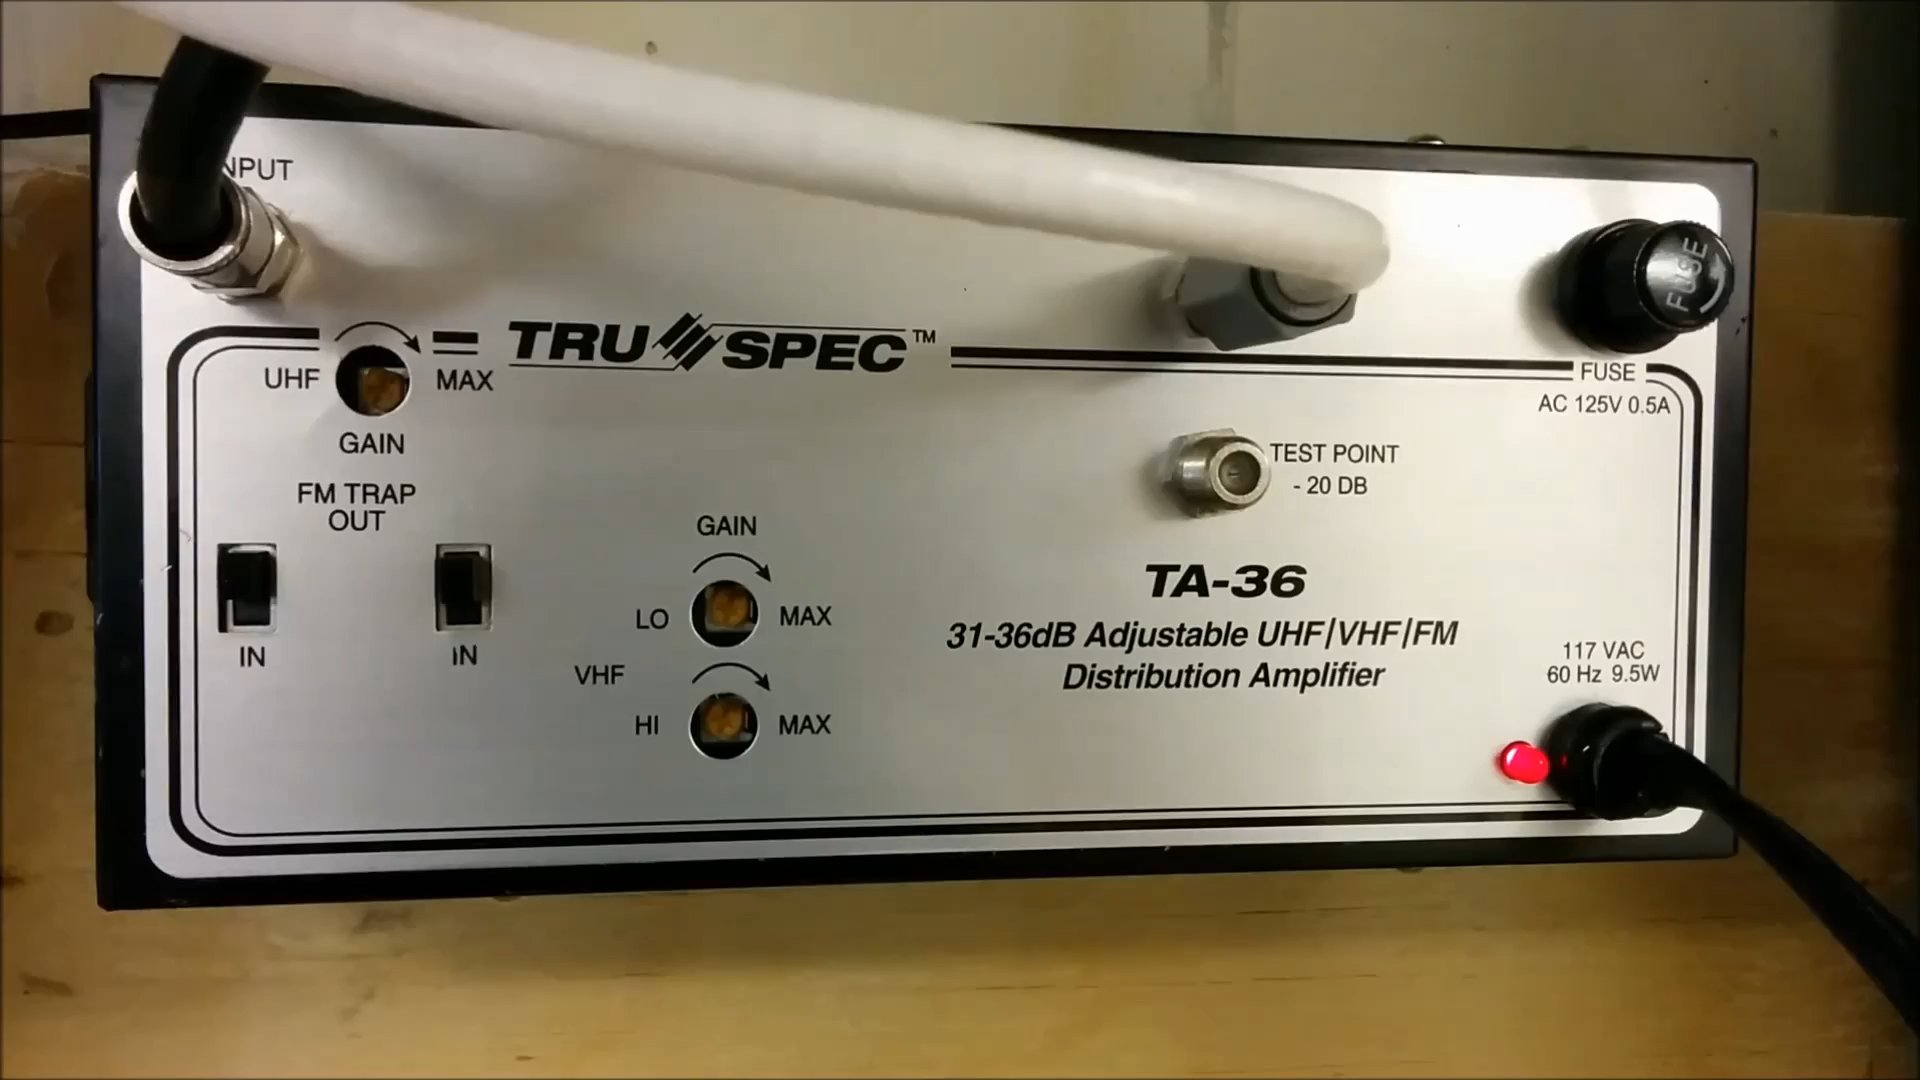 NPUT
TRU SPEC™
UHF
MAX
GAIN
FM TRAP
OUT
IN
IN
GAIN
LO
MAX
VHF
HI
MAX
FUSE
FUSE
AC 125V 0.5A
TEST POINT
- 20 DB
TA-36
31-36dB Adjustable UHF|VHF|FM
Distribution Amplifier
117 VAC
60 Hz 9.5W